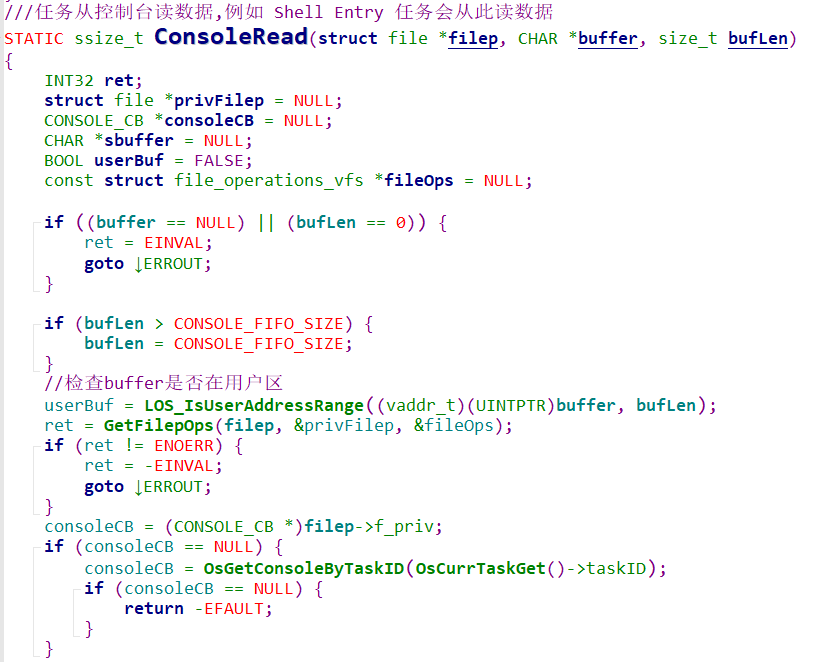 ///任务从控制台读数据,例如 Shell Entry 任务会从此读数据
STATIC ssize_t ConsoleRead(struct file *filep, CHAR *buffer, size_t bufLen)
{
    INT32 ret;
    struct file *privFilep = NULL;
    CONSOLE_CB *consoleCB = NULL;
    CHAR *sbuffer = NULL;
    BOOL userBuf = FALSE;
    const struct file_operations_vfs *fileOps = NULL;

    if ((buffer == NULL) || (bufLen == 0)) {
        ret = EINVAL;
        goto ↓ERROUT;
    }

    if (bufLen > CONSOLE_FIFO_SIZE) {
        bufLen = CONSOLE_FIFO_SIZE;
    }
    //检查buffer是否在用户区
    userBuf = LOS_IsUserAddressRange((vaddr_t)(UINTPTR)buffer, bufLen);
    ret = GetFilepOps(filep, &privFilep, &fileOps);
    if (ret != ENOERR) {
        ret = -EINVAL;
        goto ↓ERROUT;
    }
    consoleCB = (CONSOLE_CB *)filep->f_priv;
    if (consoleCB == NULL) {
        consoleCB = OsGetConsoleByTaskID(OsCurrTaskGet()->taskID);
        if (consoleCB == NULL) {
            return -EFAULT;
        }
    }